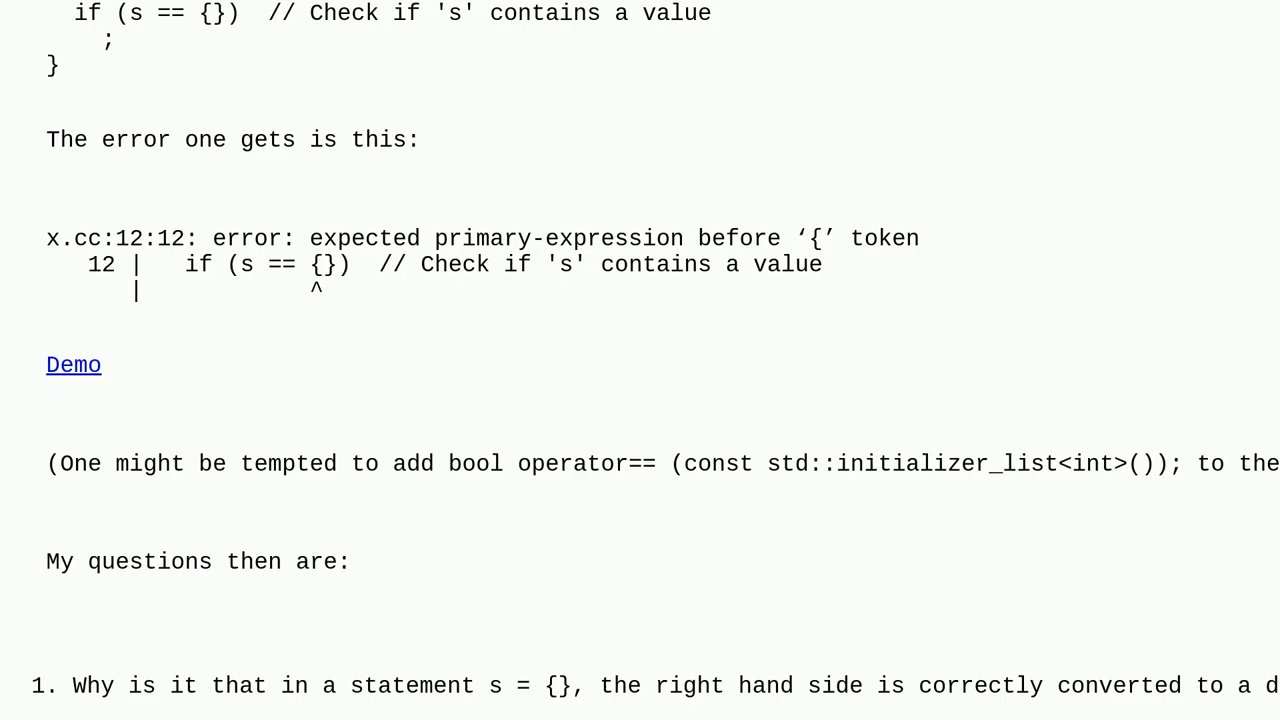 if (s == {})  // Check if 's' contains a value
;
}
The error one gets is this:
x.cc:12:12: error: expected primary-expression before ‘{’ token
12 |   if (s == {})  // Check if 's' contains a value
|            ^
Demo
(One might be tempted to add bool operator== (const std::initializer_list<int>()); to the
My questions then are:
1. Why is it that in a statement s = {}, the right hand side is correctly converted to a d